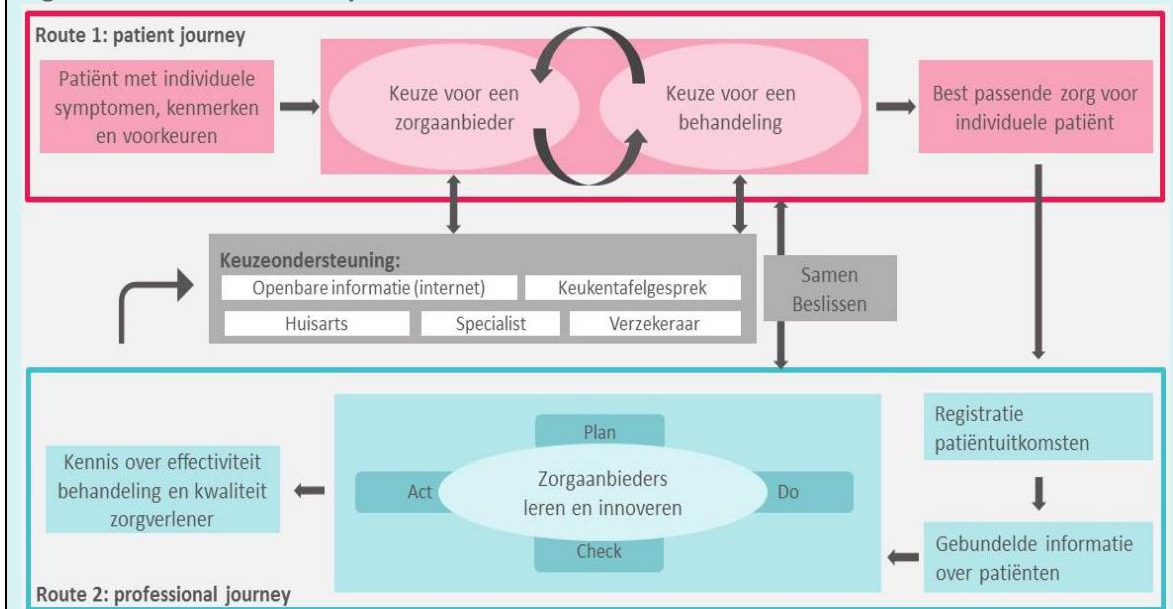 Route 1: patient journey
Patiënt met individuele
symptomen, kenmerken
en voorkeuren
Keuze voor een
zorgaanbieder
Keuze voor een
behandeling
Best passende zorg voor
individuele patiënt
Keuzeondersteuning:
Openbare informatie (internet)
Keukentafelgesprek
Huisarts
Specialist
Verzekeraar
Samen
Beslissen
Kennis over effectiviteit
behandeling en kwaliteit
zorgverlener
Plan
Act
Zorgaanbieders
leren en innoveren
Do
Check
Registratie
patiëntuitkomsten
Gebundelde informatie
over patiënten
Route 2: professional journey